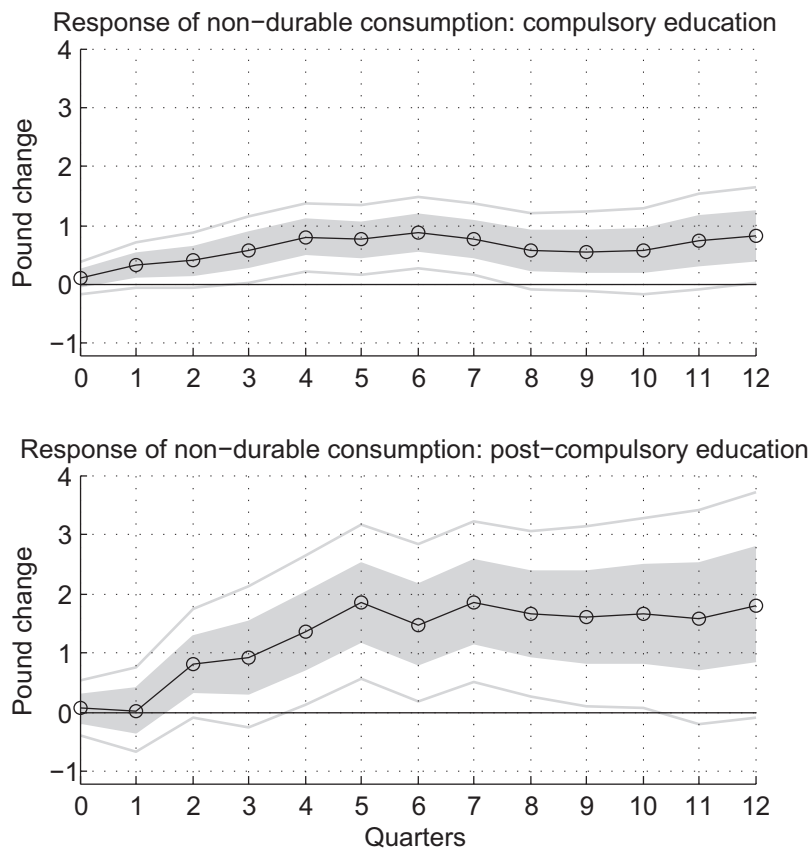 Response of non−durable consumption: compulsory education
4
3
2
1
0
−1
Pound change
0 1 2 3 4 5 6 7 8 9 10 11 12
Response of non−durable consumption: post−compulsory education
4
3
2
1
0
−1
Pound change
0 1 2 3 4 5 6 7 8 9 10 11 12
Quarters